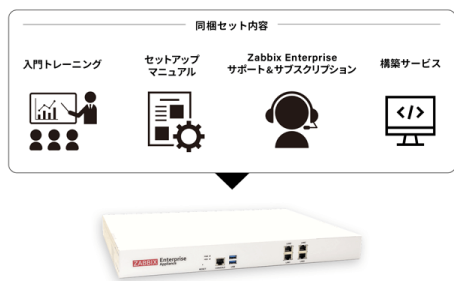 同梱セット内容
入門トレーニング
セットアップ
マニュアル
Zabbix Enterprise
サポート&サブスクリプション
構築サービス
</>
ZABBIX Enterprise
Appliance